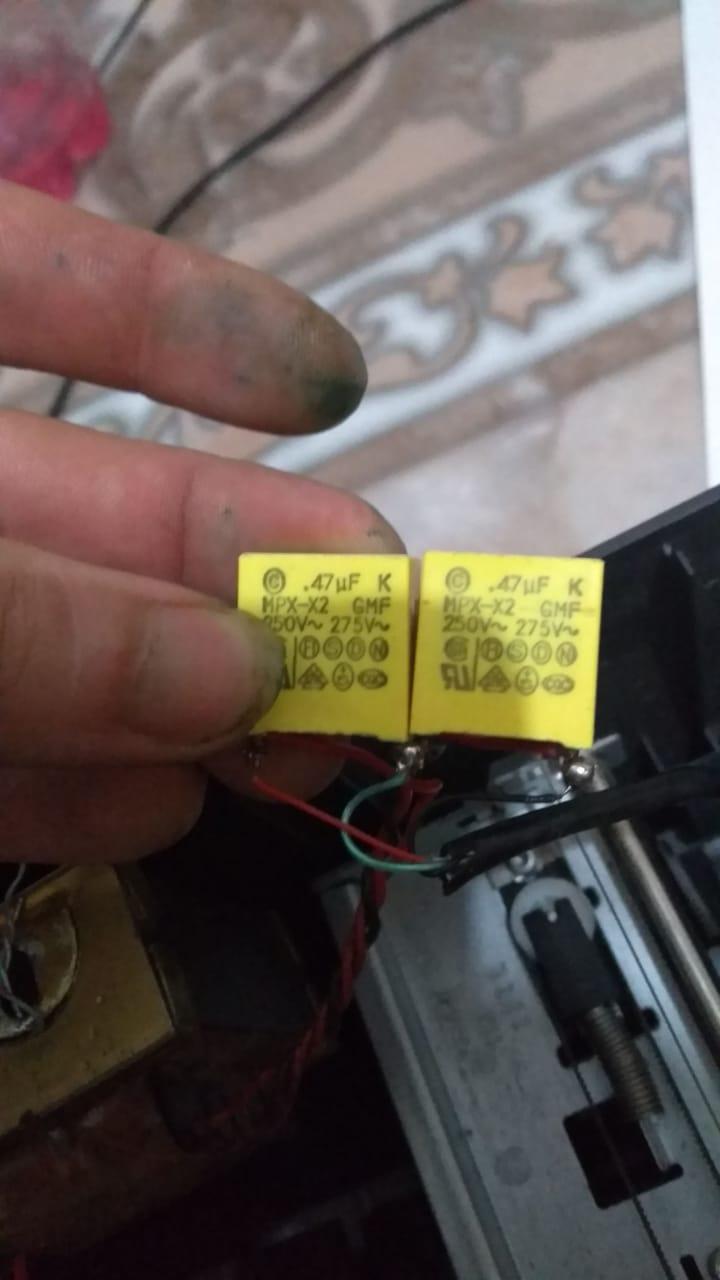 .47µF K
MPX-X2 GMF
250V~ 275V~
.47µF K
MPX-X2 GMF
250V~ 275V~